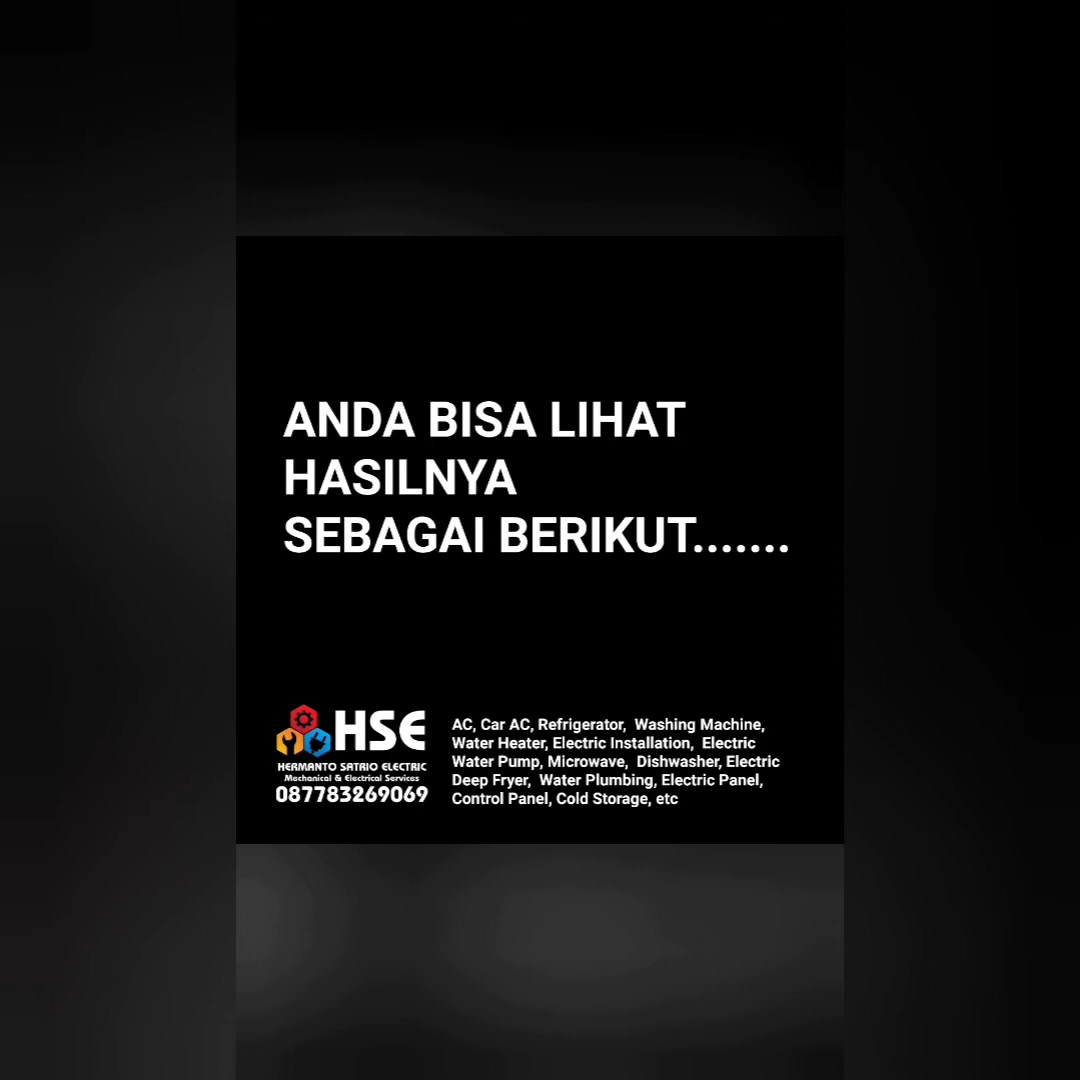 ANDA BISA LIHAT
HASILNYA
SEBAGAI BERIKUT.......
HSE
HERMANTO SATRIO ELECTRIC
Mechanical & Electrical Services
087783269069
AC, Car AC, Refrigerator, Washing Machine,
Water Heater, Electric Installation, Electric
Water Pump, Microwave, Dishwasher, Electric
Deep Fryer, Water Plumbing, Electric Panel,
Control Panel, Cold Storage, etc